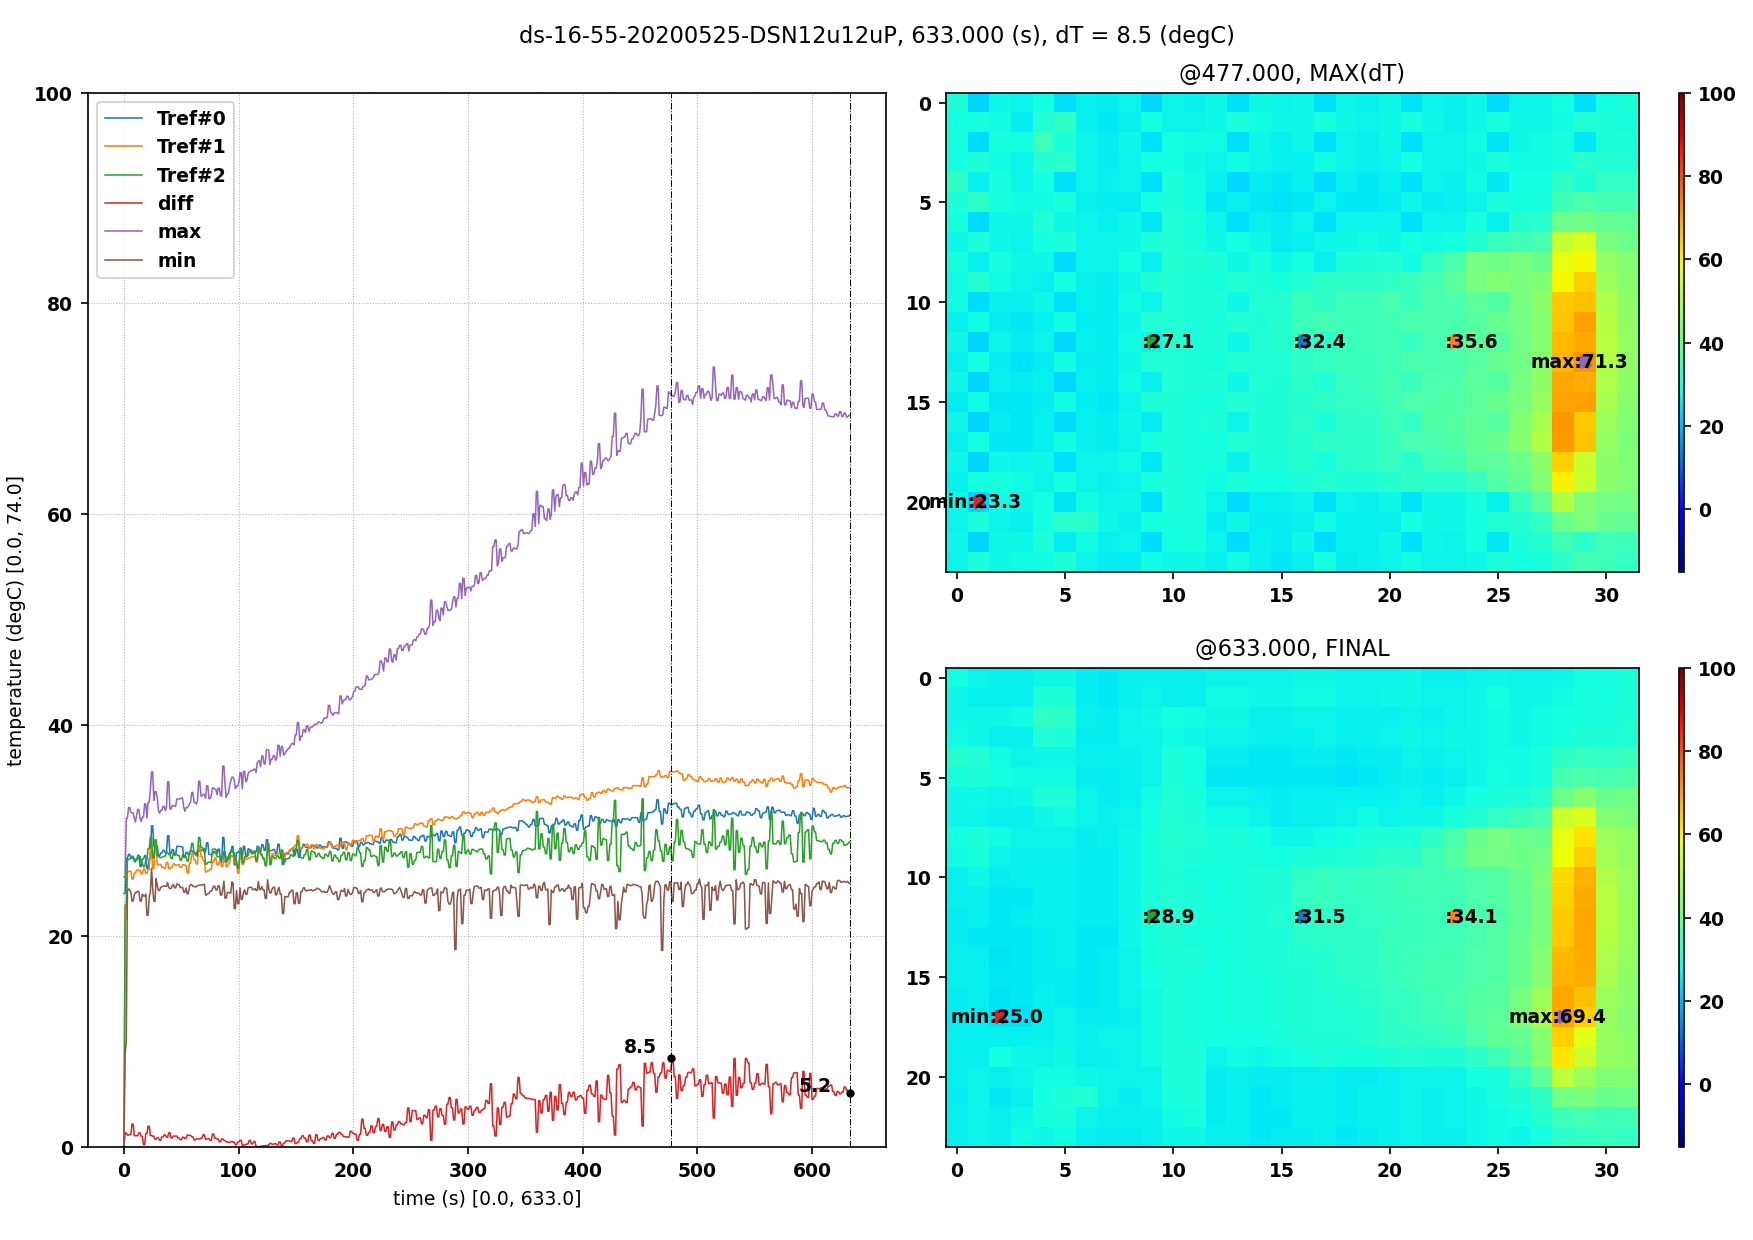 ds-16-55-20200525-DSN12u12uP, 633.000 (s), dT = 8.5 (degC)
temperature (degC) [0.0, 74.0]
100
80
60
40
20
0
Tref#0
Tref#1
Tref#2
diff
max
min
8.5
5.2
0 100 200 300 400 500 600
time (s) [0.0, 633.0]
@477.000, MAX(dT)
0
5
10
15
20
:27.1
:32.4
:35.6
max:71.3
min:23.3
0 5 10 15 20 25 30
100
80
60
40
20
0
@633.000, FINAL
0
5
10
15
20
:28.9
:31.5
:34.1
min:25.0
max:69.4
0 5 10 15 20 25 30
100
80
60
40
20
0